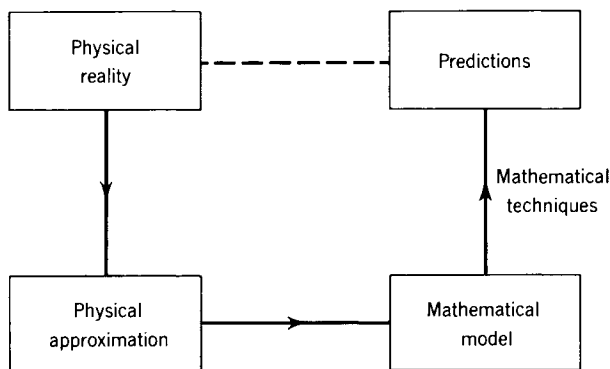 Physical
reality
Predictions
Mathematical
techniques
Physical
approximation
Mathematical
model